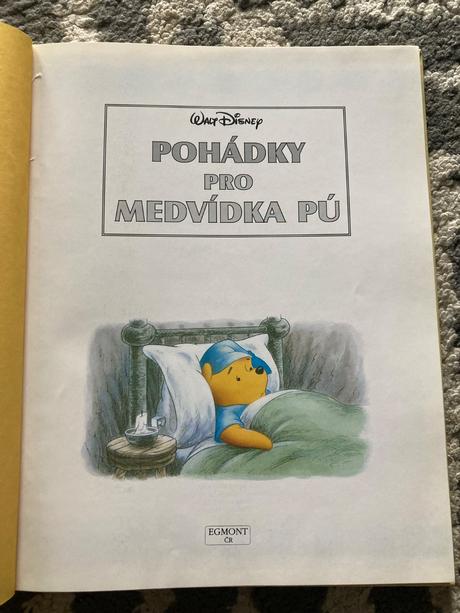 Walt Disney
POHÁDKY
PRO
MEDVÍDKA PÚ
EGMONT
ČR